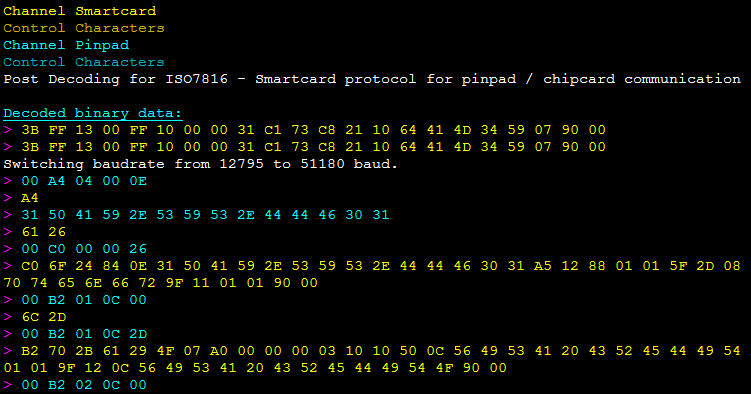 Channel Smartcard
Control Characters
Channel Pinpad
Control Characters
Post Decoding for ISO7816 - Smartcard protocol for pinpad / chipcard communication
Decoded binary data:
> 3B FF 13 00 FF 10 00 00 31 C1 73 C8 21 10 64 41 4D 34 59 07 90 00
> 3B FF 13 00 FF 10 00 00 31 C1 73 C8 21 10 64 41 4D 34 59 07 90 00
Switching baudrate from 12795 to 51180 baud.
> 00 A4 04 00 0E
> A4
> 31 50 41 59 2E 53 59 53 2E 44 44 46 30 31
> 61 26
> 00 C0 00 00 26
> C0 6F 24 84 0E 31 50 41 59 2E 53 59 53 2E 44 44 46 30 31 A5 12 88 01 01 5F 2D 08
70 74 65 6E 66 72 9F 11 01 01 90 00
> 00 B2 01 0C 00
> 6C 2D
> 00 B2 01 0C 2D
> B2 70 2B 61 29 4F 07 A0 00 00 00 03 10 10 50 0C 56 49 53 41 20 43 52 45 44 49 54
01 01 9F 12 0C 56 49 53 41 20 43 52 45 44 49 54 4F 90 00
> 00 B2 02 0C 00